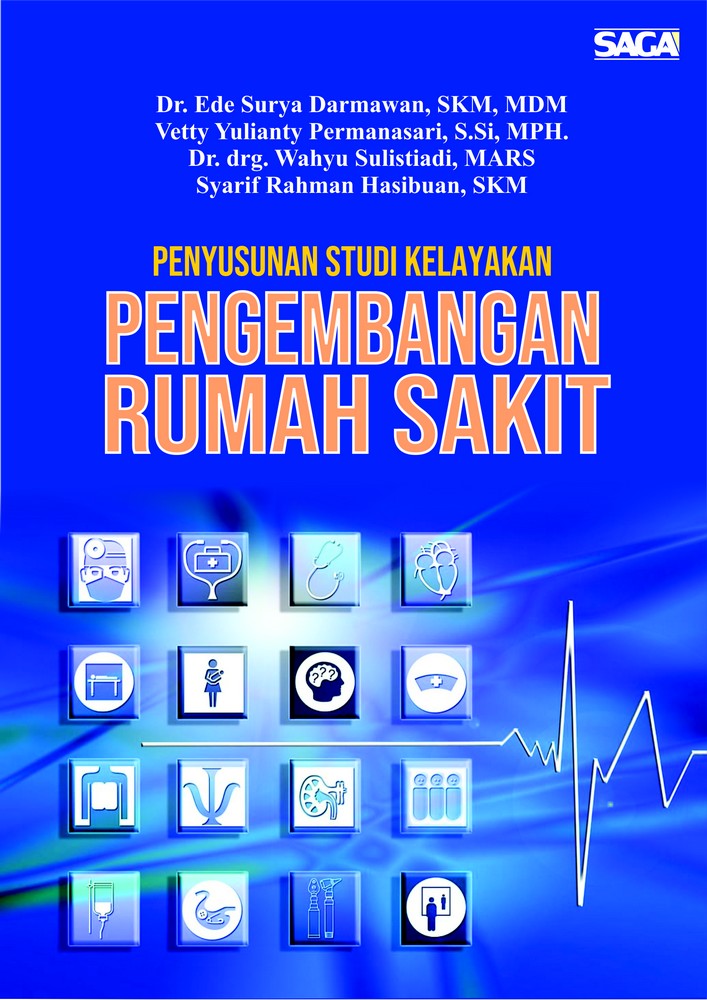 SAGA
Dr. Ede Surya Darmawan, SKM, MDM
Vetty Yulianty Permanasari, S.Si, MPH.
Dr. drg. Wahyu Sulistiadi, MARS
Syarif Rahman Hasibuan, SKM
PENYUSUNAN STUDI KELAYAKAN
PENGEMBANGAN
RUMAH SAKIT